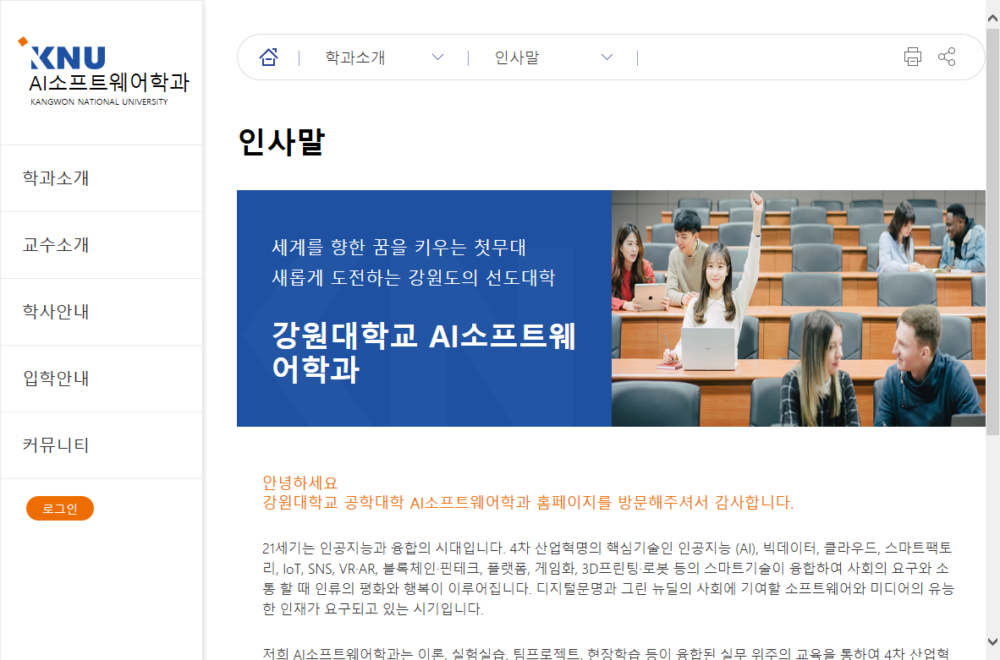 KNU
AI소프트웨어학과
KANGWON NATIONAL UNIVERSITY
학과소개
교수소개
학사안내
입학안내
커뮤니티
로그인
학과소개
인사말
인사말
세계를 향한 꿈을 키우는 첫무대
새롭게 도전하는 강원도의 선도대학
강원대학교 AI소프트웨
어학과
안녕하세요
강원대학교 공학대학 AI소프트웨어학과 홈페이지를 방문해주셔서 감사합니다.
21세기는 인공지능과 융합의 시대입니다. 4차 산업혁명의 핵심기술인 인공지능 (AI), 빅데이터, 클라우드, 스마트팩토
리, IoT, SNS, VR·AR, 블록체인·핀테크, 플랫폼, 게임화, 3D프린팅·로봇 등의 스마트기술이 융합하여 사회의 요구와 소
통 할 때 인류의 평화와 행복이 이루어집니다. 디지털문명과 그린 뉴딜의 사회에 기여할 소프트웨어와 미디어의 유능
한 인재가 요구되고 있는 시기입니다.
저희 AI소프트웨어학과는 이론, 실험실습, 팀프로젝트, 현장학습 등이 융합된 실무 위주의 교육을 통하여 4차 산업혁